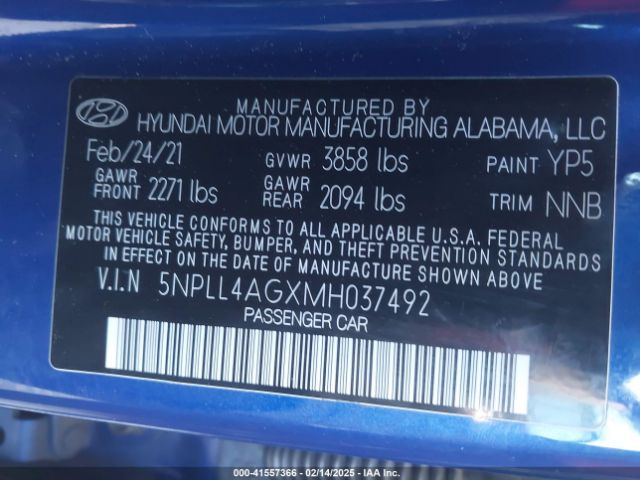 MANUFACTURED BY
HYUNDAI MOTOR MANUFACTURING ALABAMA, LLC
Feb/24/21 GVWR 3858 lbs PAINT YP5
GAWR FRONT 2271 lbs GAWR REAR 2094 lbs TRIM NNB
THIS VEHICLE CONFORMS TO ALL APPLICABLE U.S.A. FEDERAL
MOTOR VEHICLE SAFETY, BUMPER, AND THEFT PREVENTION STANDARDS
IN EFFECT ON THE DATE OF MANUFACTURE SHOWN ABOVE.
V.I.N 5NPLL4AGXMH037492
PASSENGER CAR
000-41557366 - 02/14/2025 - IAA Inc.